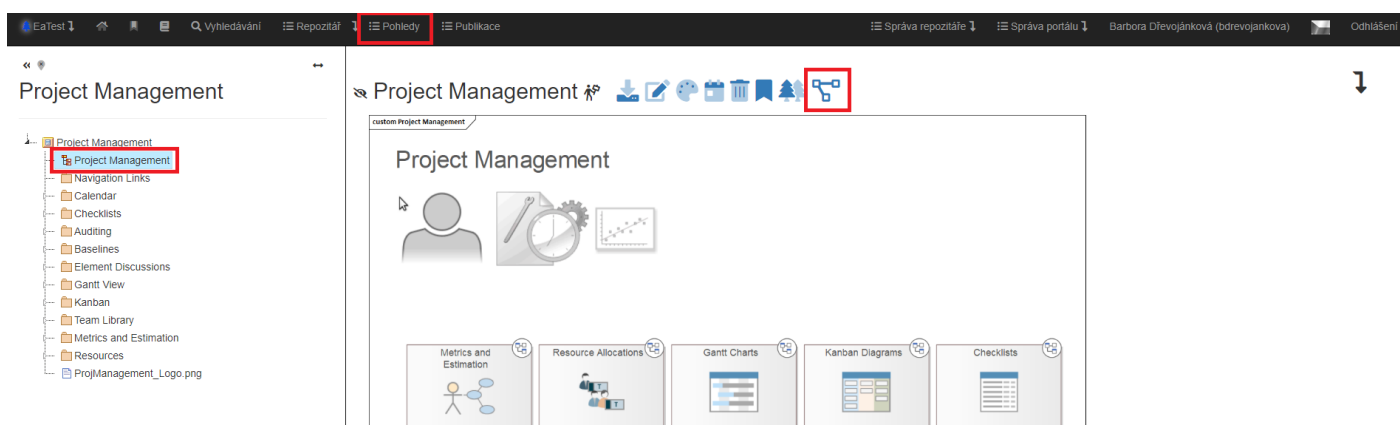 EaTest
Vyhledávání
Repozitář
Pohledy
Publikace
Správa repozitáře
Správa portálu
Barbora Dřevojánková (bdrevojankova)
Odhlášení
Project Management
Project Management
Project Management
Navigation Links
Calendar
Checklists
Auditing
Baselines
Element Discussions
Gantt View
Kanban
Team Library
Metrics and Estimation
Resources
ProjManagement_Logo.png
Project Management
custom Project Management
Project Management
Metrics and
Estimation
Resource Allocations
Gantt Charts
Kanban Diagrams
Checklists